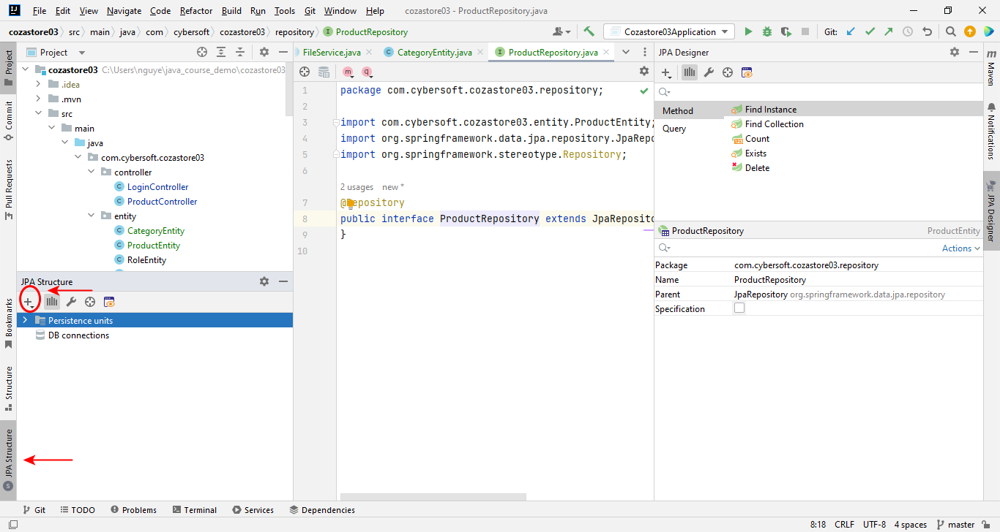 File Edit View Navigate Code Refactor Build Run Tools Git Window Help cozastore03 - ProductRepository.java
cozastore03 src main java com cybersoft cozastore03 repository ProductRepository Cozastore03Application Git:
Project
FileService.java CategoryEntity.java ProductRepository.java
JPA Designer
cozastore03 C:\Users\nguye\java_course_demo\cozastore03
.idea
.mvn
src
main
java
com.cybersoft.cozastore03
controller
LoginController
ProductController
entity
CategoryEntity
ProductEntity
RoleEntity
JPA Structure
Persistence units
DB connections
1 package com.cybersoft.cozastore03.repository;
2
3 import com.cybersoft.cozastore03.entity.ProductEntity;
4 import org.springframework.data.jpa.repository.JpaRepo
5 import org.springframework.stereotype.Repository;
6
2 usages new *
7 @Repository
8 public interface ProductRepository extends JpaReposito
9 }
10
Method
Query
Find Instance
Find Collection
Count
Exists
Delete
ProductRepository ProductEntity
Actions
Package com.cybersoft.cozastore03.repository
Name ProductRepository
Parent JpaRepository org.springframework.data.jpa.repository
Specification
Project
Commit
Pull Requests
Bookmarks
Structure
JPA Structure
Maven
Notifications
JPA Designer
Git TODO Problems Terminal Services Dependencies
8:18 CRLF UTF-8 4 spaces master